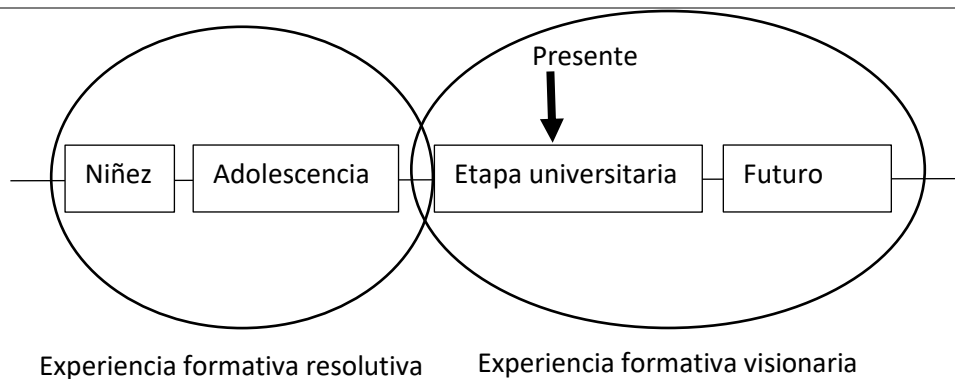 Presente
Niñez
Adolescencia
Etapa universitaria
Futuro
Experiencia formativa resolutiva
Experiencia formativa visionaria